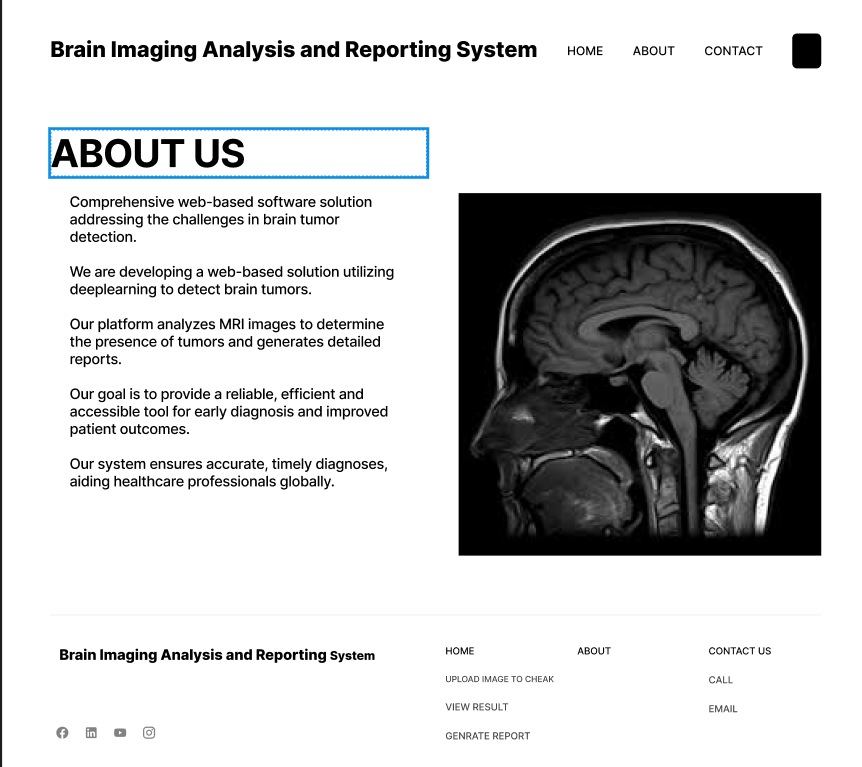 Brain Imaging Analysis and Reporting System
HOME
ABOUT
CONTACT
ABOUT US
Comprehensive web-based software solution
addressing the challenges in brain tumor
detection.
We are developing a web-based solution utilizing
deeplearning to detect brain tumors.
Our platform analyzes MRI images to determine
the presence of tumors and generates detailed
reports.
Our goal is to provide a reliable, efficient and
accessible tool for early diagnosis and improved
patient outcomes.
Our system ensures accurate, timely diagnoses,
aiding healthcare professionals globally.
Brain Imaging Analysis and Reporting System
HOME
UPLOAD IMAGE TO CHEAK
VIEW RESULT
GENRATE REPORT
ABOUT
CONTACT US
CALL
EMAIL